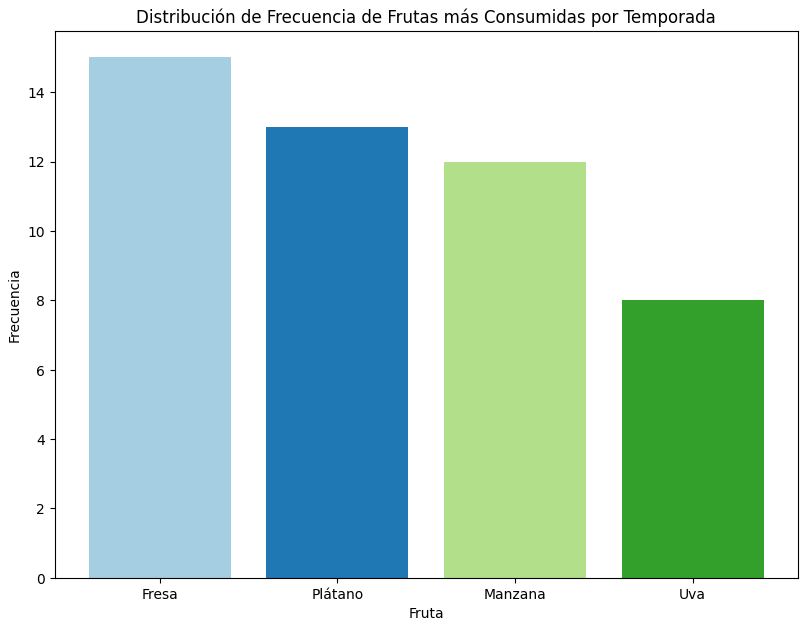 Distribución de Frecuencia de Frutas más Consumidas por Temporada
Frecuencia
14
12
10
8
6
4
2
0
Fresa
Plátano
Manzana
Uva
Fruta